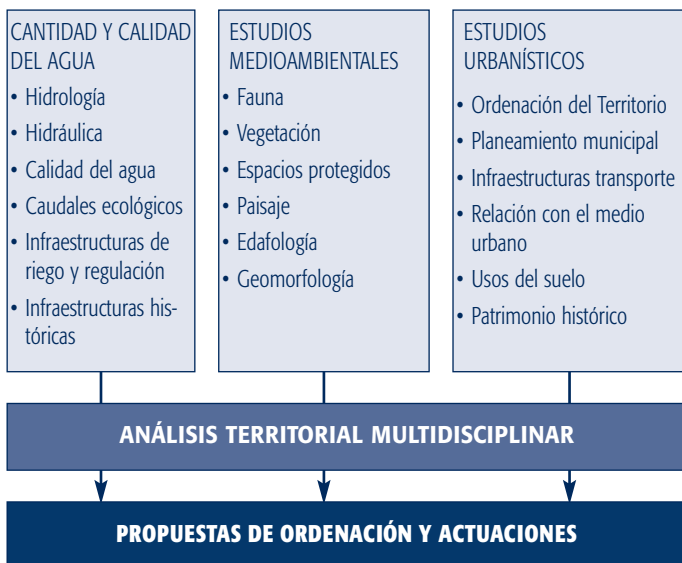 CANTIDAD Y CALIDAD
DEL AGUA
• Hidrología
• Hidráulica
• Calidad del agua
• Caudales ecológicos
• Infraestructuras de
riego y regulación
• Infraestructuras his-
tóricas
ESTUDIOS
MEDIOAMBIENTALES
• Fauna
• Vegetación
• Espacios protegidos
• Paisaje
• Edafología
• Geomorfología
ESTUDIOS
URBANÍSTICOS
• Ordenación del Territorio
• Planeamiento municipal
• Infraestructuras transporte
• Relación con el medio
urbano
• Usos del suelo
• Patrimonio histórico
ANÁLISIS TERRITORIAL MULTIDISCIPLINAR
PROPUESTAS DE ORDENACIÓN Y ACTUACIONES